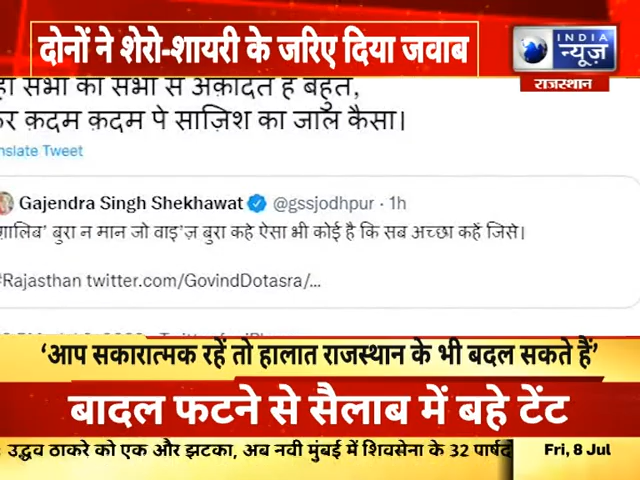 दोनों ने शेरो-शायरी के जरिए दिया जवाब
INDIA
न्यूज़
राजस्थान
सभी को सभी से अक़ीदत है बहुत,
क़दम क़दम पे साज़िश का जाल कैसा।
nslate Tweet
Gajendra Singh Shekhawat @gssjodhpur · 1h
ग़ालिब' बुरा न मान जो वाइ'ज़ बुरा कहे ऐसा भी कोई है कि सब अच्छा कहें जिसे।
#Rajasthan twitter.com/GovindDotasra/...
'आप सकारात्मक रहें तो हालात राजस्थान के भी बदल सकते हैं'
बादल फटने से सैलाब में बहे टेंट
उद्धव ठाकरे को एक और झटका, अब नवी मुंबई में शिवसेना के 32 पार्षद
Fri, 8 Jul